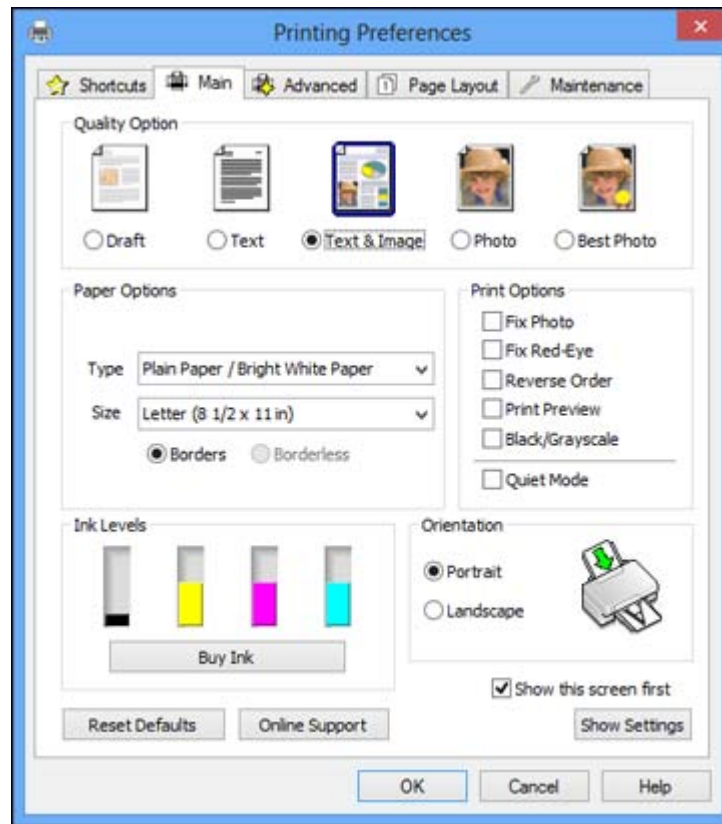 Printing Preferences
Shortcuts Main Advanced Page Layout Maintenance
Quality Option
Draft Text Text & Image Photo Best Photo
Paper Options
Type Plain Paper / Bright White Paper
Size Letter (8 1/2 x 11 in)
Borders Borderless
Print Options
Fix Photo
Fix Red-Eye
Reverse Order
Print Preview
Black/Grayscale
Quiet Mode
Ink Levels
Buy Ink
Orientation
Portrait
Landscape
Show this screen first
Reset Defaults Online Support Show Settings
OK Cancel Help